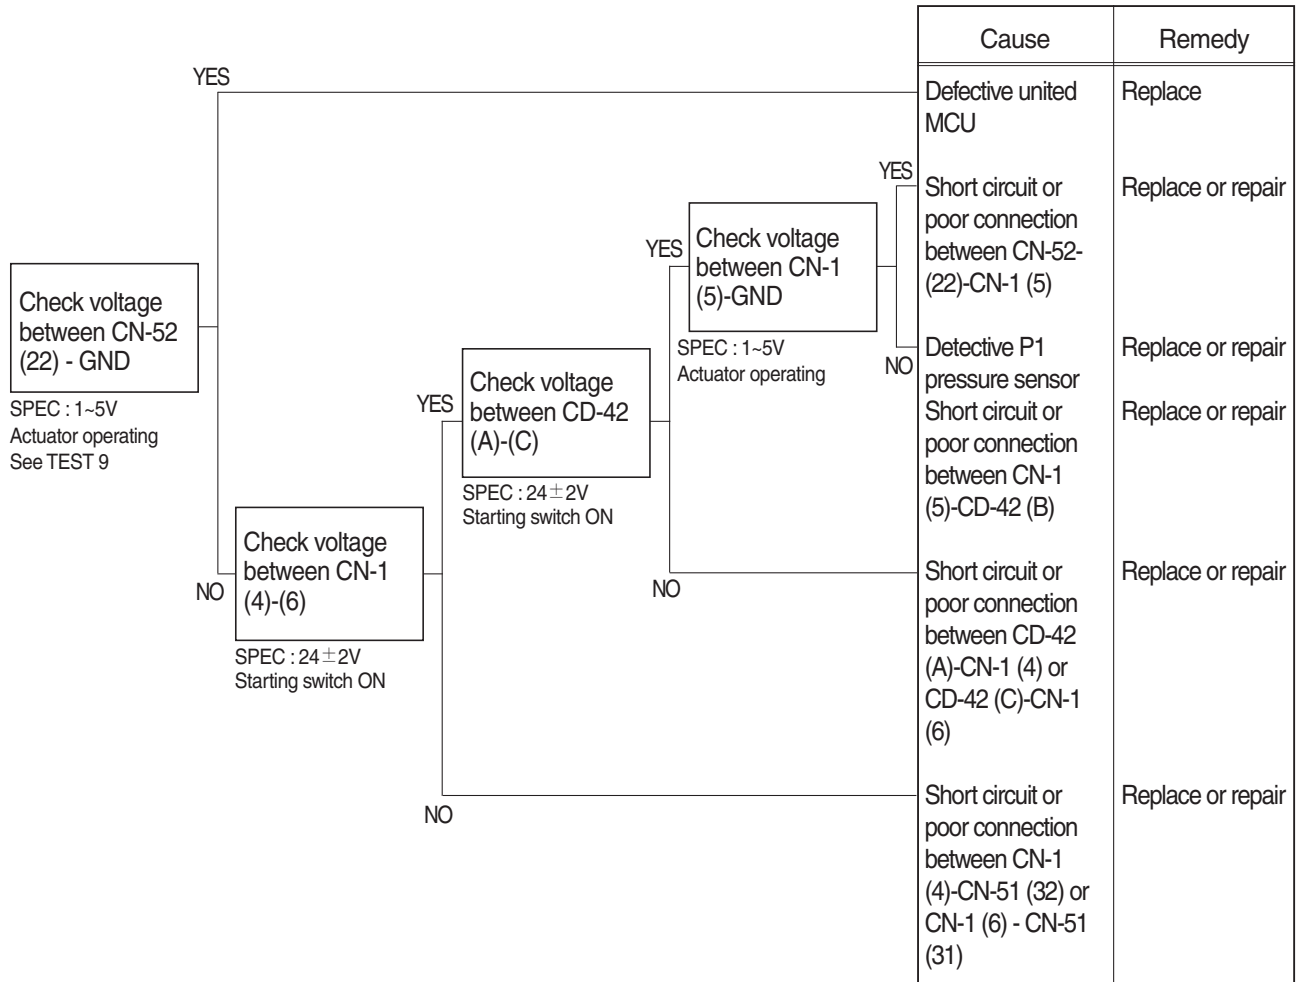 Cause
Remedy
YES
Defective united
MCU
Replace
YES
Short circuit or
poor connection
between CN-52-
(22)-CN-1 (5)
Replace or repair
YES
Check voltage
between CN-1
(5)-GND
SPEC : 1~5V
Actuator operating
NO
Detective P1
pressure sensor
Replace or repair
Short circuit or
poor connection
between CN-1
(5)-CD-42 (B)
Replace or repair
Check voltage
between CN-52
(22) - GND
SPEC : 1~5V
Actuator operating
See TEST 9
YES
Check voltage
between CD-42
(A)-(C)
SPEC : 24±2V
Starting switch ON
NO
Short circuit or
poor connection
between CD-42
(A)-CN-1 (4) or
CD-42 (C)-CN-1
(6)
Replace or repair
NO
Check voltage
between CN-1
(4)-(6)
SPEC : 24±2V
Starting switch ON
NO
Short circuit or
poor connection
between CN-1
(4)-CN-51 (32) or
CN-1 (6) - CN-51
(31)
Replace or repair